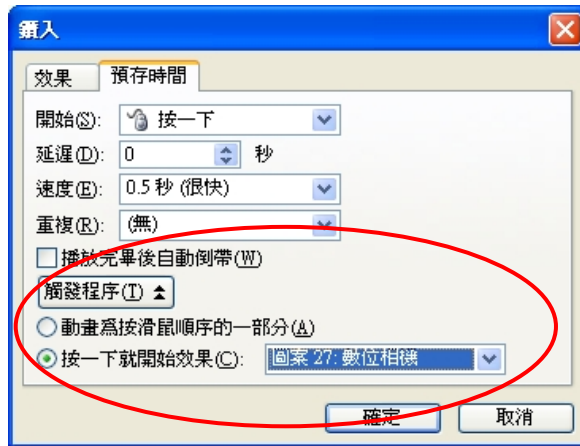 鑽入
效果 預存時間
開始(S): 按一下
延遲(D): 0 秒
速度(E): 0.5 秒 (很快)
重複(R): (無)
播放完畢後自動倒帶(W)
觸發程序(T)
動畫為按滑鼠順序的一部分(A)
按一下就開始效果(C): 圖案 27: 數位相機
確定 取消